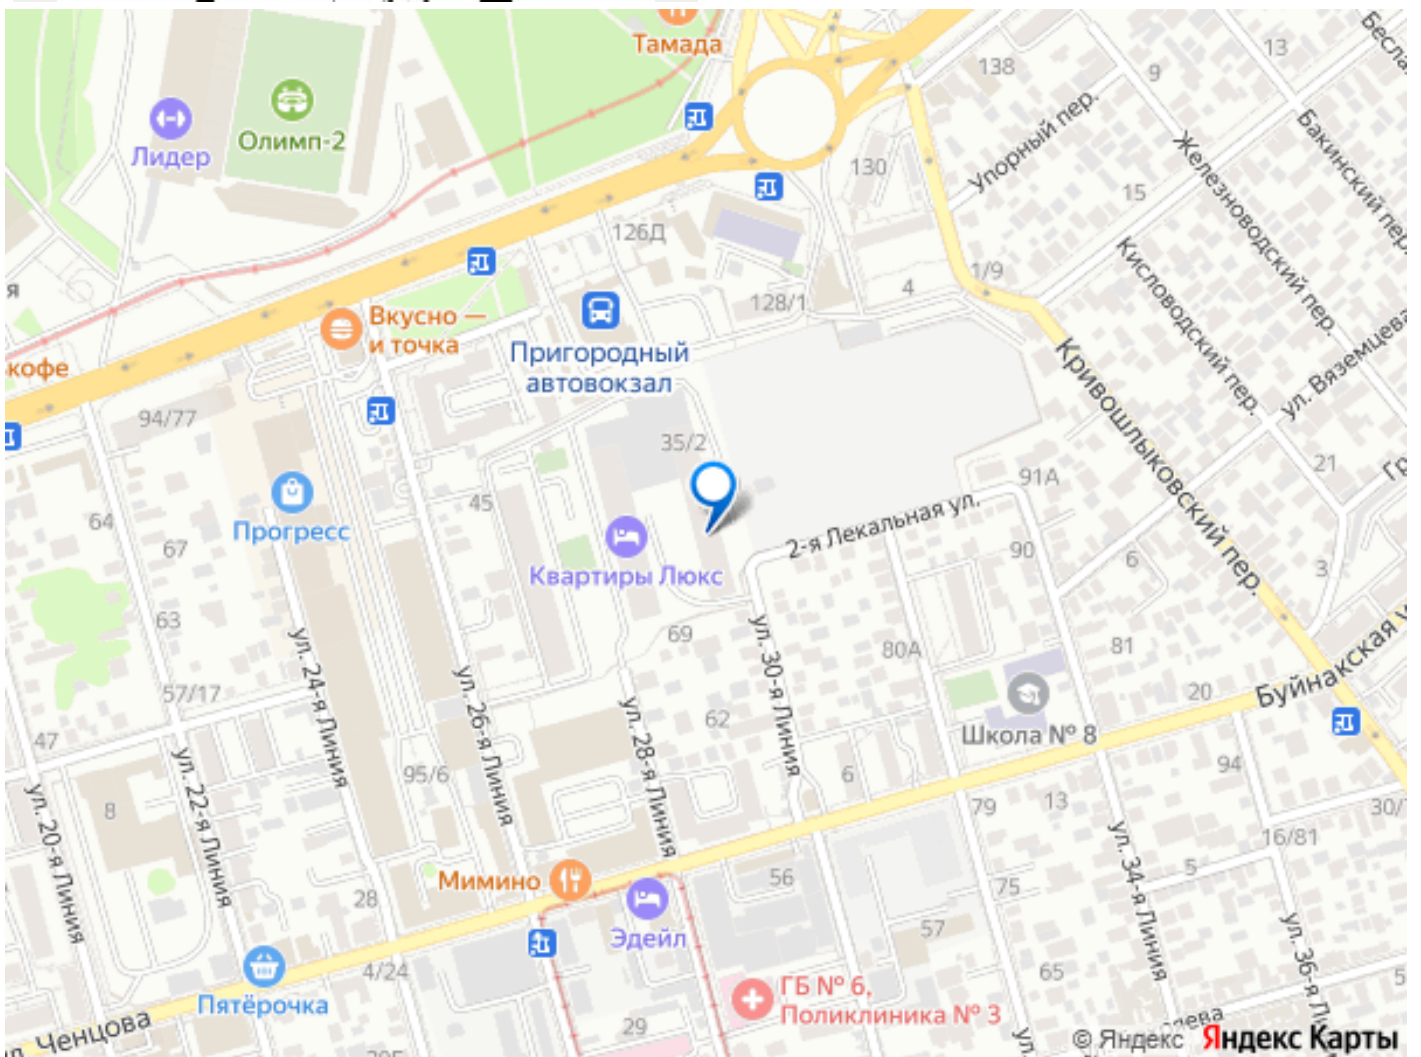 Тамада
138
13
9
Олимп-2
Лидер
Упорный пер.
Железноводский пер.
Бакинский пер.
130
15
126Д
1/9
Кисловодский пер.
4
128/1
Вкусно —
и точка
Пригородный
автовокзал
ул. Вяземцева
кофе
Кривошлыковский пер.
94/77
35/2
21
91А
Прогресс
45
64
67
2-я Лекальная ул.
90
6
3
Квартиры Люкс
63
69
ул. 30-я Линия
80А
81
ул. 24-я Линия
ул. 26-я Линия
57/17
ул. 28-я Линия
62
Школа № 8
20
Буйнакская
47
95/6
6
94
8
ул. 20-я Линия
ул. 22-я Линия
79
13
30/
16/81
ул. 34-я Линия
Мимино
28
56
75
5
Эдейл
57
ул. 36-я Ли
4/24
65
Пятёрочка
ГБ № 6,
Поликлиника № 3
29
Ченцова
ул.
© Яндекс Яндекс Карты